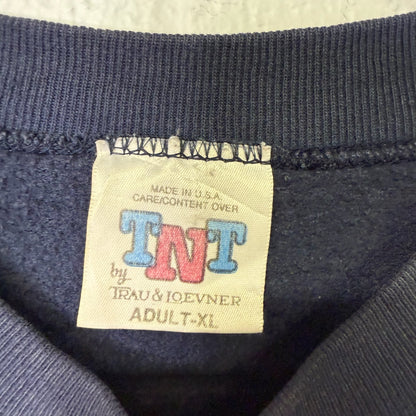 MADE IN U.S.A.
CARE/CONTENT OVER
TNT
by
TRAU & LOEVNER
ADULT-XL